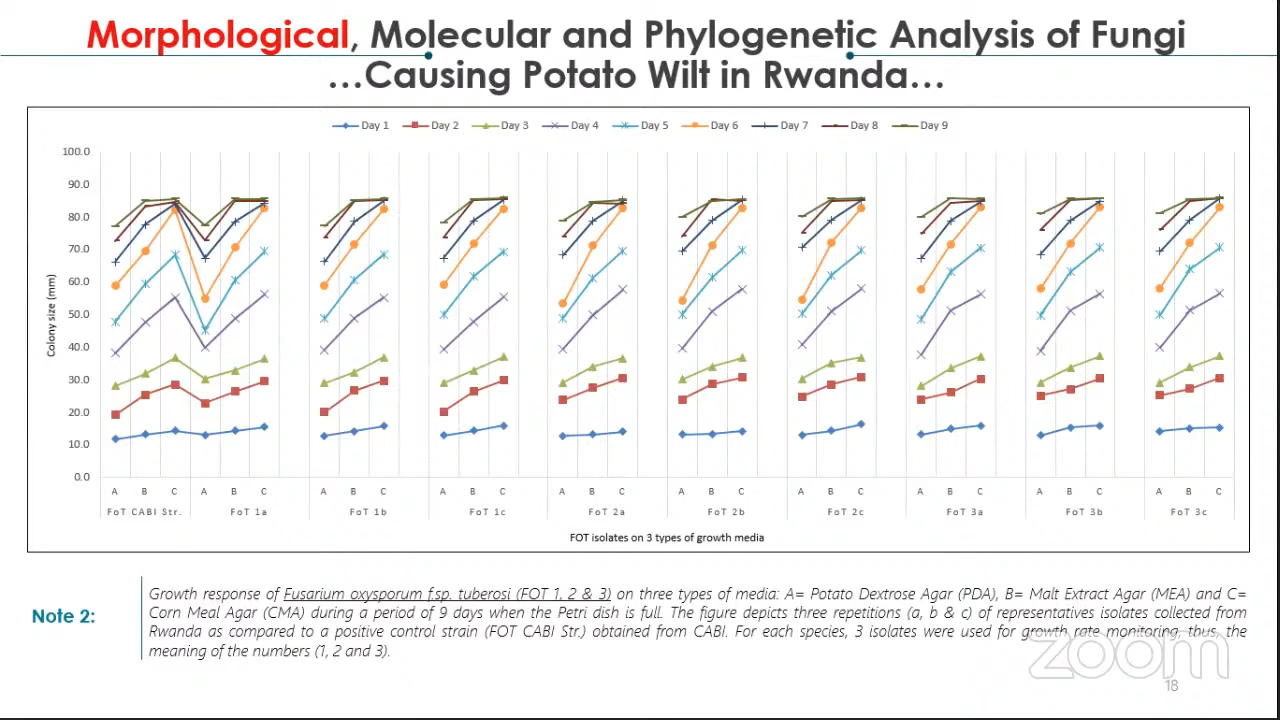 Morphological, Molecular and Phylogenetic Analysis of Fungi
…Causing Potato Wilt in Rwanda…
Day 1 Day 2 Day 3 Day 4 Day 5 Day 6 Day 7 Day 8 Day 9
100.0
90.0
80.0
70.0
60.0
50.0
40.0
30.0
20.0
10.0
0.0
Colony size (mm)
A B C A B C A B C A B C A B C A B C A B C A B C A B C A B C
FoT CABI Str. FoT 1a FoT 1b FoT 1c FoT 2a FoT 2b FoT 2c FoT 3a FoT 3b FoT 3c
FOT isolates on 3 types of growth media
Note 2:
Growth response of Fusarium oxysporum f.sp. tuberosi (FOT 1, 2 & 3) on three types of media: A= Potato Dextrose Agar (PDA), B= Malt Extract Agar (MEA) and C=
Corn Meal Agar (CMA) during a period of 9 days when the Petri dish is full. The figure depicts three repetitions (a, b & c) of representatives isolates collected from
Rwanda as compared to a positive control strain (FOT CABI Str.) obtained from CABI. For each species, 3 isolates were used for growth rate monitoring, thus, the
meaning of the numbers (1, 2 and 3).
zoom
18